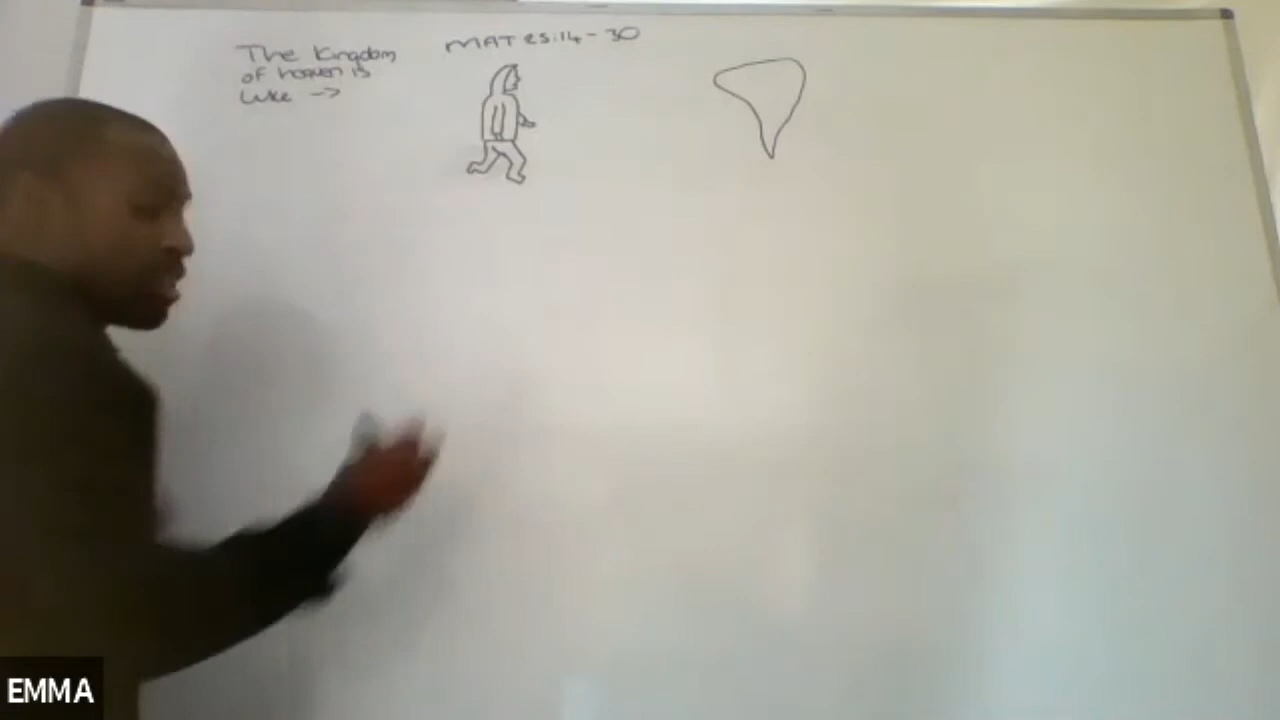 The Kingdom
of heaven is
Like ->
MAT 25:14-30
EMMA